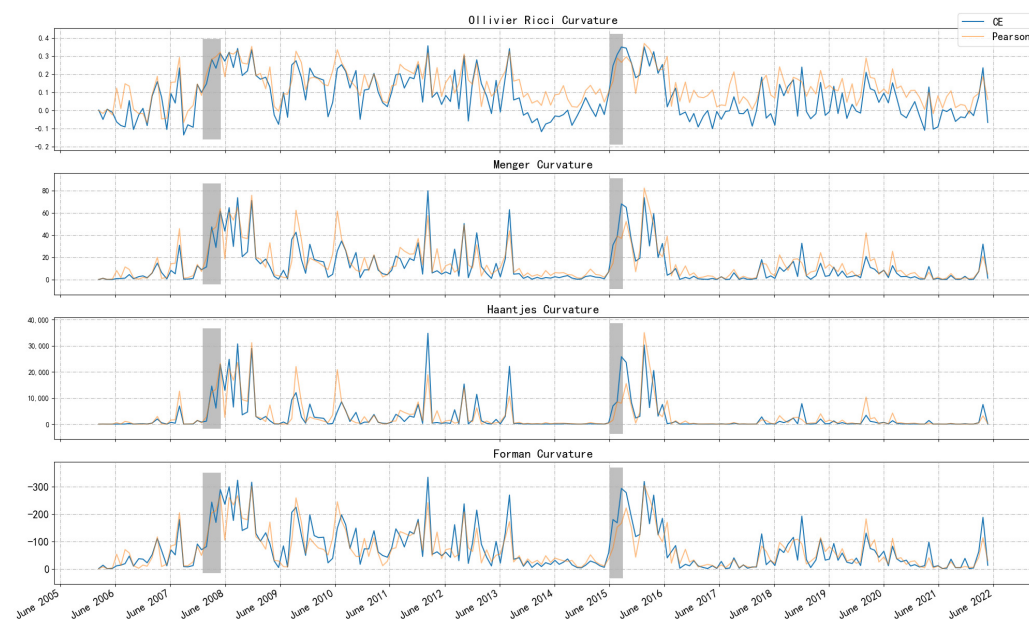 Ollivier Ricci Curvature
CE
Pearson
0.4
0.3
0.2
0.1
0.0
-0.1
-0.2
Menger Curvature
80
60
40
20
0
Haantjes Curvature
40,000
30,000
20,000
10,000
0
Forman Curvature
-300
-200
-100
0
June 2005
June 2006
June 2007
June 2008
June 2009
June 2010
June 2011
June 2012
June 2013
June 2014
June 2015
June 2016
June 2017
June 2018
June 2019
June 2020
June 2021
June 2022